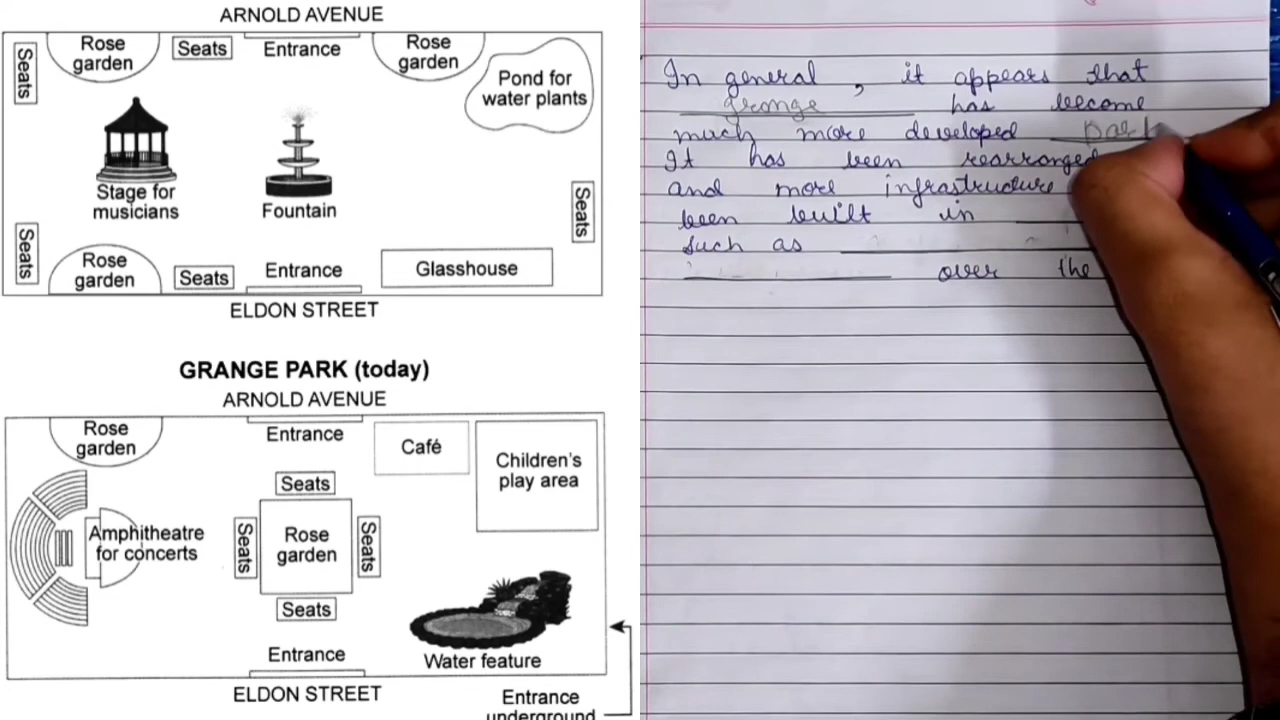 ARNOLD AVENUE
Rose garden
Seats
Entrance
Rose garden
Pond for water plants
Seats
Stage for musicians
Fountain
Seats
Seats
Rose garden
Seats
Entrance
Glasshouse
ELDON STREET
GRANGE PARK (today)
ARNOLD AVENUE
Rose garden
Entrance
Café
Children's play area
Seats
Amphitheatre for concerts
Seats
Rose garden
Seats
Seats
Entrance
Water feature
ELDON STREET
Entrance
underground
In general , it appears that
grange has become
much more developed
It has been rearranged
and more infrastructure
been built in
such as
over the